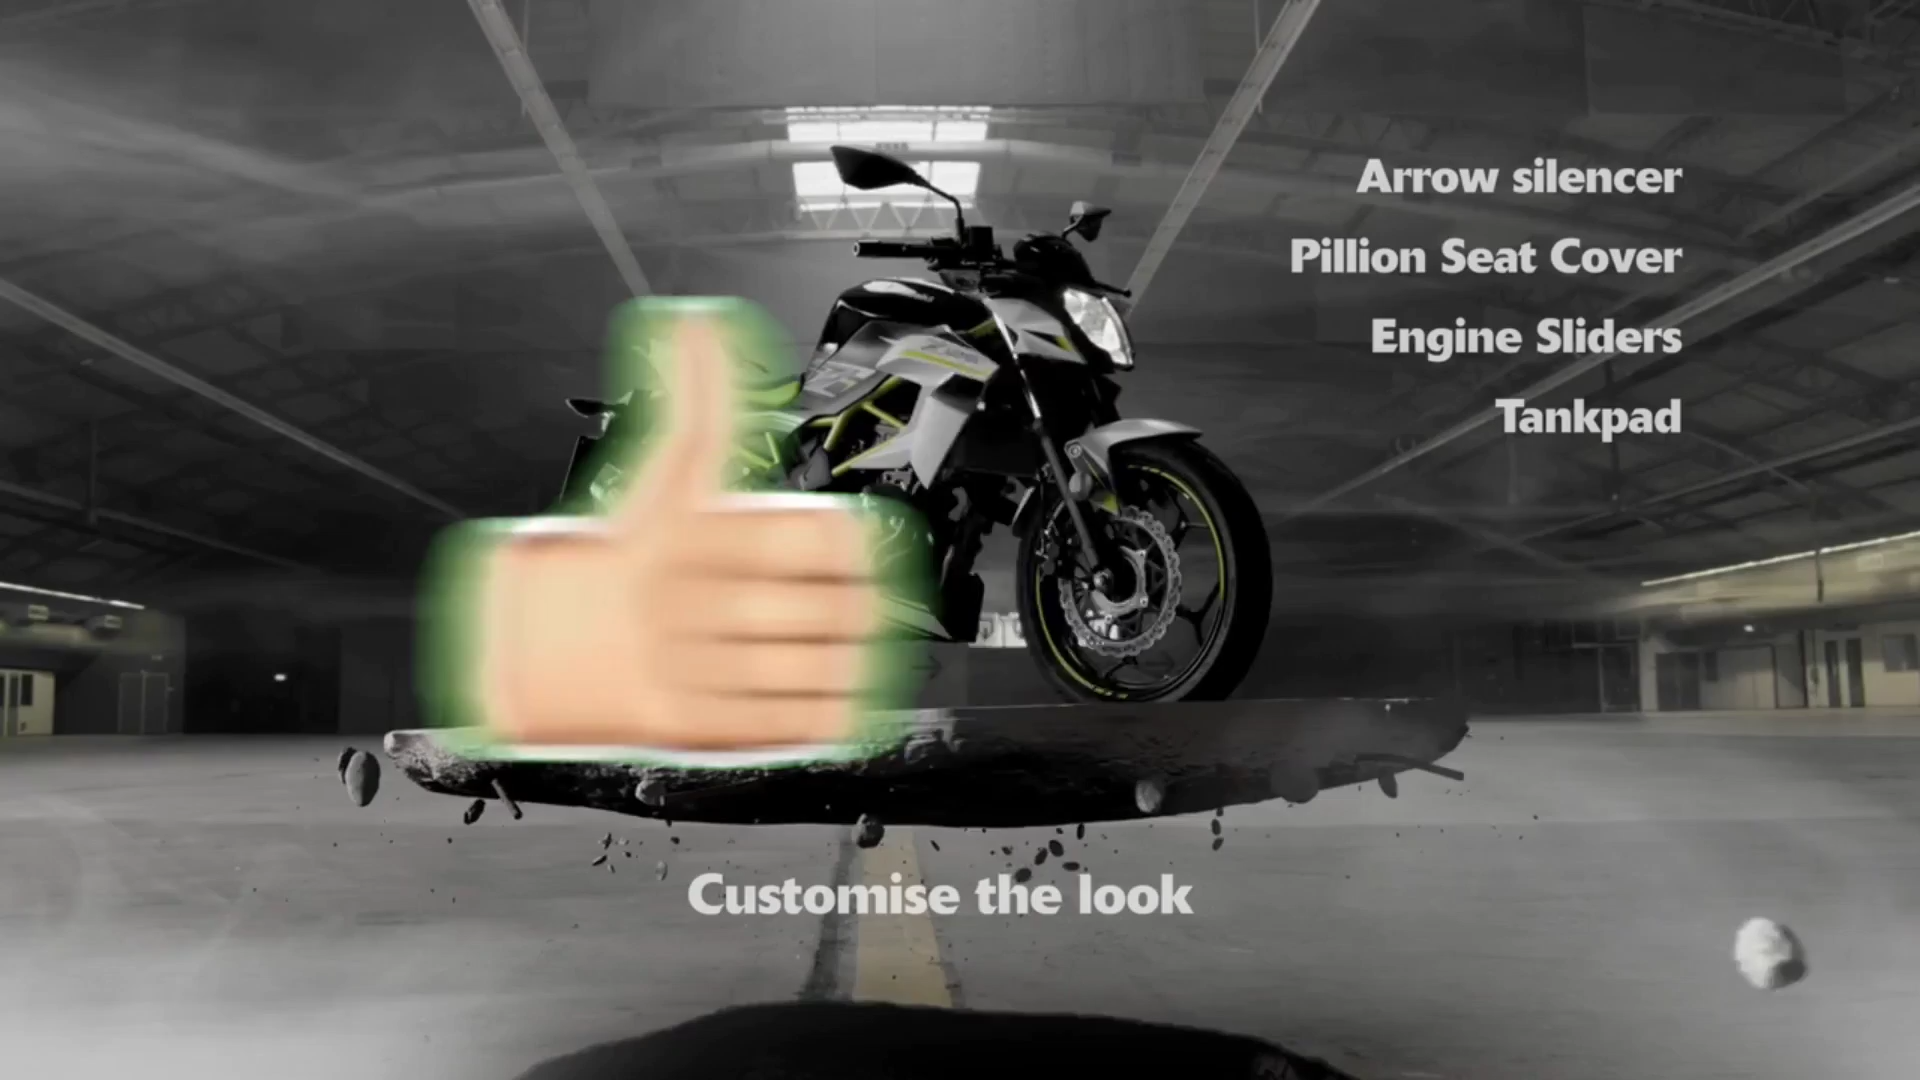 Arrow silencer
Pillion Seat Cover
Engine Sliders
Tankpad
Customise the look